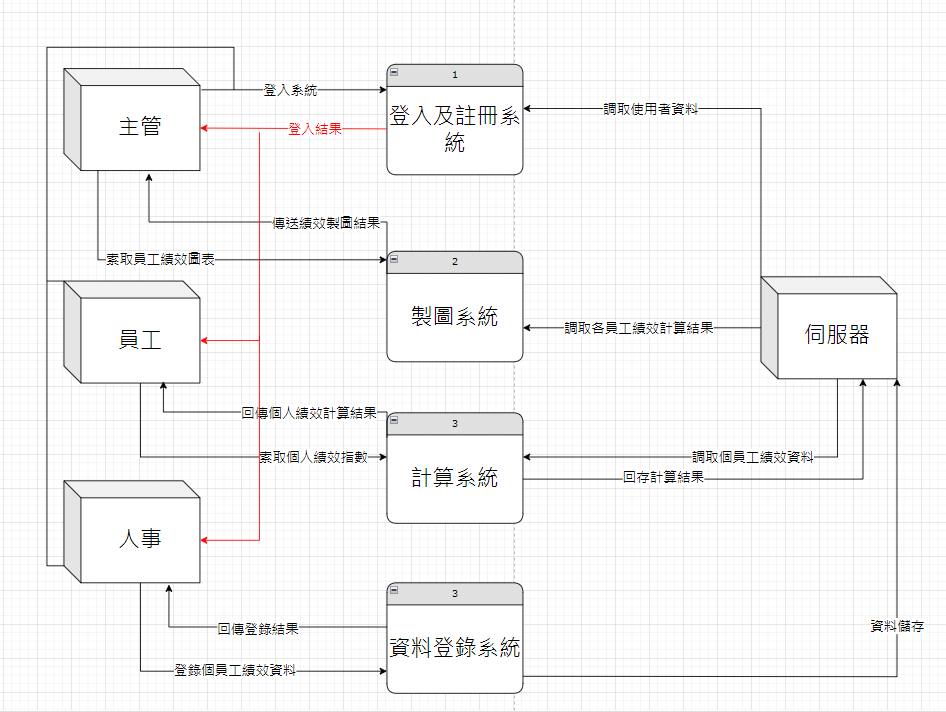 1
登入系統
登入及註冊系
統
調取使用者資料
主管
登入結果
傳送績效製圖結果
索取員工績效圖表
2
製圖系統
調取各員工績效計算結果
伺服器
員工
回傳個人績效計算結果
3
索取個人績效指數
計算系統
調取個員工績效資料
回存計算結果
人事
3
回傳登錄結果
資料登錄系統
資料儲存
登錄個員工績效資料